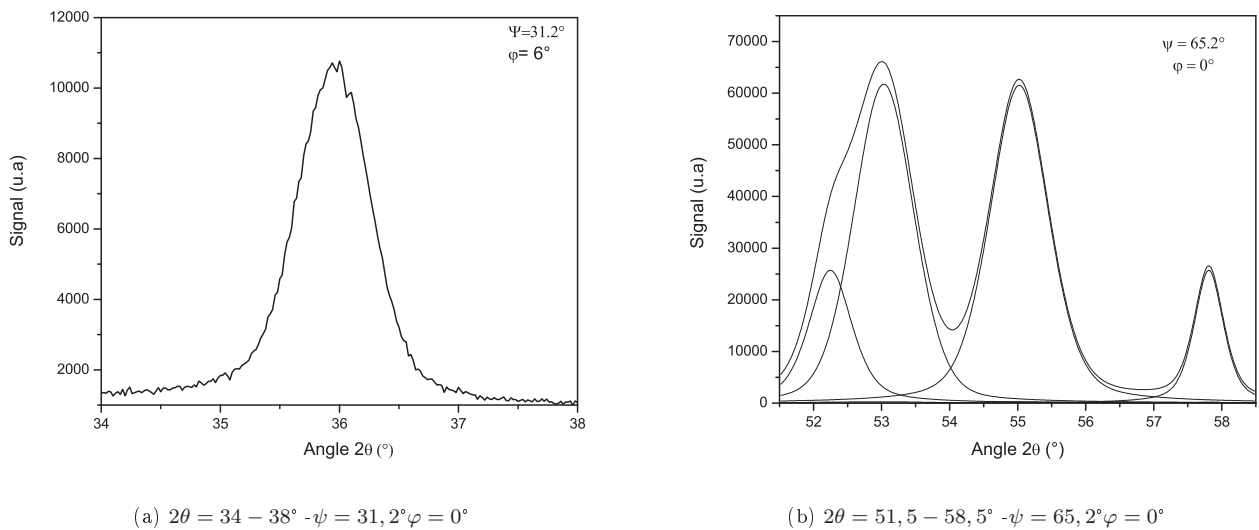 12000
10000
8000
6000
4000
2000
Signal (u.a)
Ψ=31.2°
φ= 6°
34 35 36 37 38
Angle 2θ (°)
70000
60000
50000
40000
30000
20000
10000
0
Signal (u.a)
ψ = 65.2°
φ = 0°
52 53 54 55 56 57 58
Angle 2θ (°)
(a) 2θ = 34 − 38° -ψ = 31, 2°φ = 0°
(b) 2θ = 51, 5 − 58, 5° -ψ = 65, 2°φ = 0°